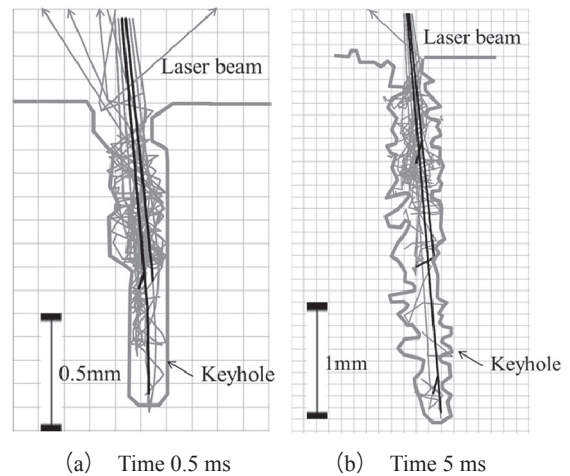 Laser beam
0.5mm
Keyhole
(a) Time 0.5 ms
Laser beam
1mm
Keyhole
(b) Time 5 ms